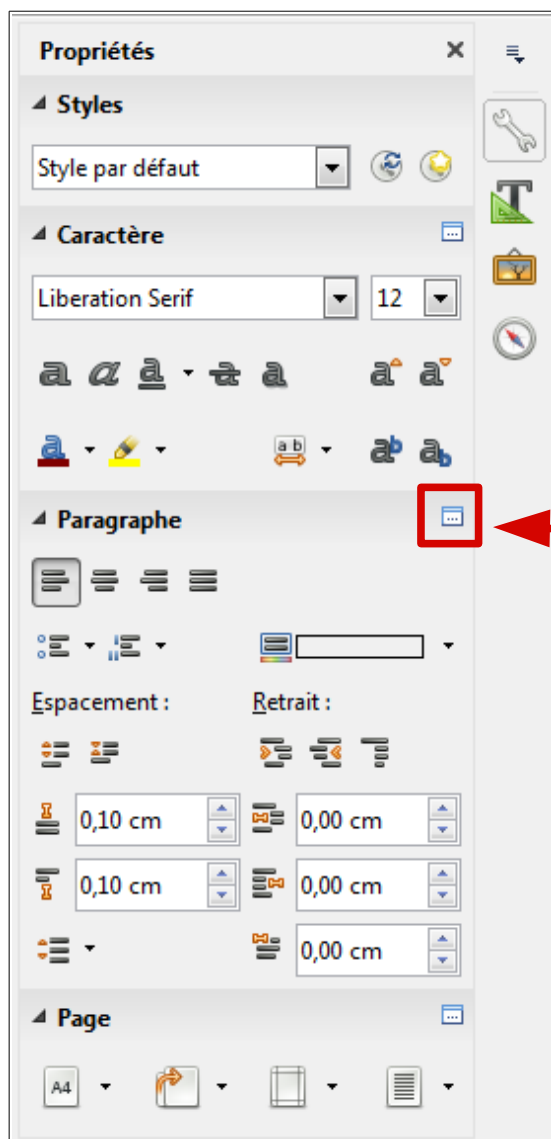 Propriétés
Styles
Style par défaut
Caractère
Liberation Serif 12
a a a a a a a
a a b a b a b
Paragraphe
Espacement : Retrait :
0,10 cm 0,00 cm
0,10 cm 0,00 cm
0,00 cm
Page
A4